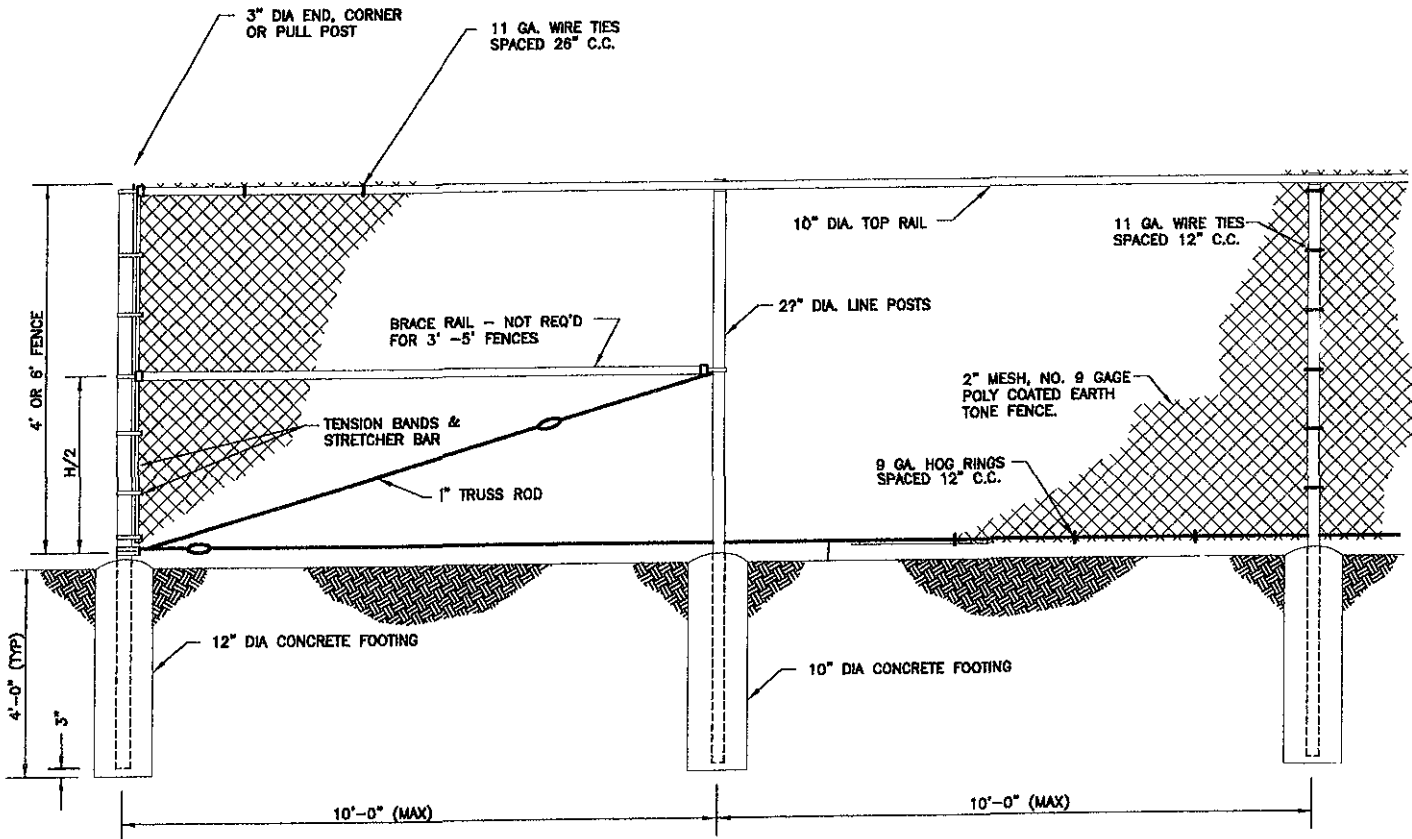 3" DIA END, CORNER
OR PULL POST
11 GA. WIRE TIES
SPACED 26" C.C.
10" DIA. TOP RAIL
11 GA. WIRE TIES
SPACED 12" C.C.
2?" DIA. LINE POSTS
BRACE RAIL - NOT REQ'D
FOR 3' -5' FENCES
4' OR 6' FENCE
H/2
2" MESH, NO. 9 GAGE
POLY COATED EARTH
TONE FENCE.
TENSION BANDS &
STRETCHER BAR
9 GA. HOG RINGS
SPACED 12" C.C.
1" TRUSS ROD
12" DIA CONCRETE FOOTING
10" DIA CONCRETE FOOTING
4'-0" (TYP)
3"
10'-0" (MAX)
10'-0" (MAX)